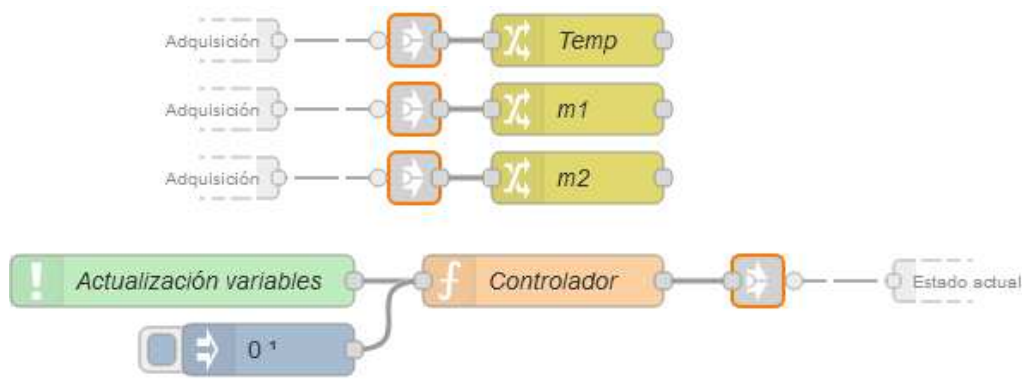 Adquisición Temp
Adquisición m1
Adquisición m2
Actualización variables Controlador Estado actual
0 ¹